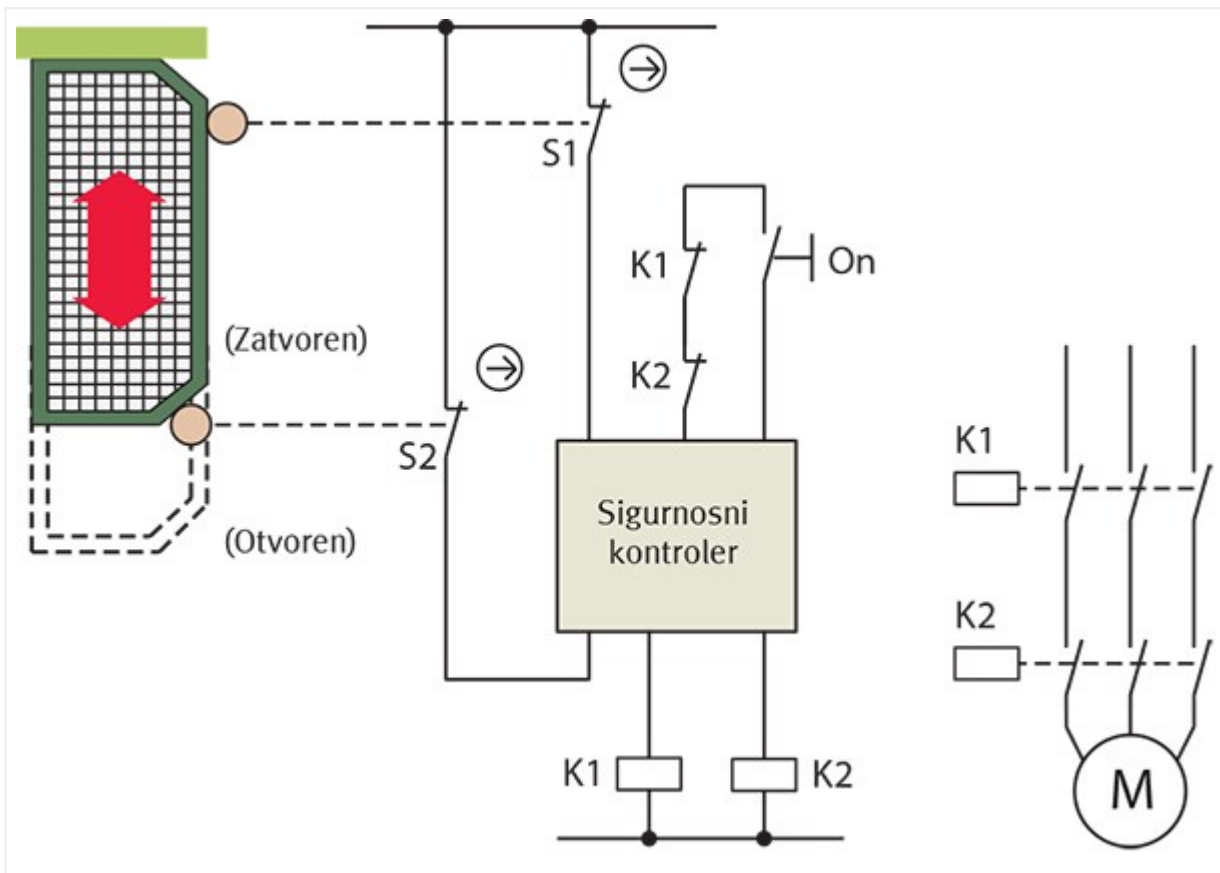 S1
K1
On
(Zatvoren)
K2
S2
K1
Sigurnosni
kontroler
(Otvoren)
K2
K1
K2
M